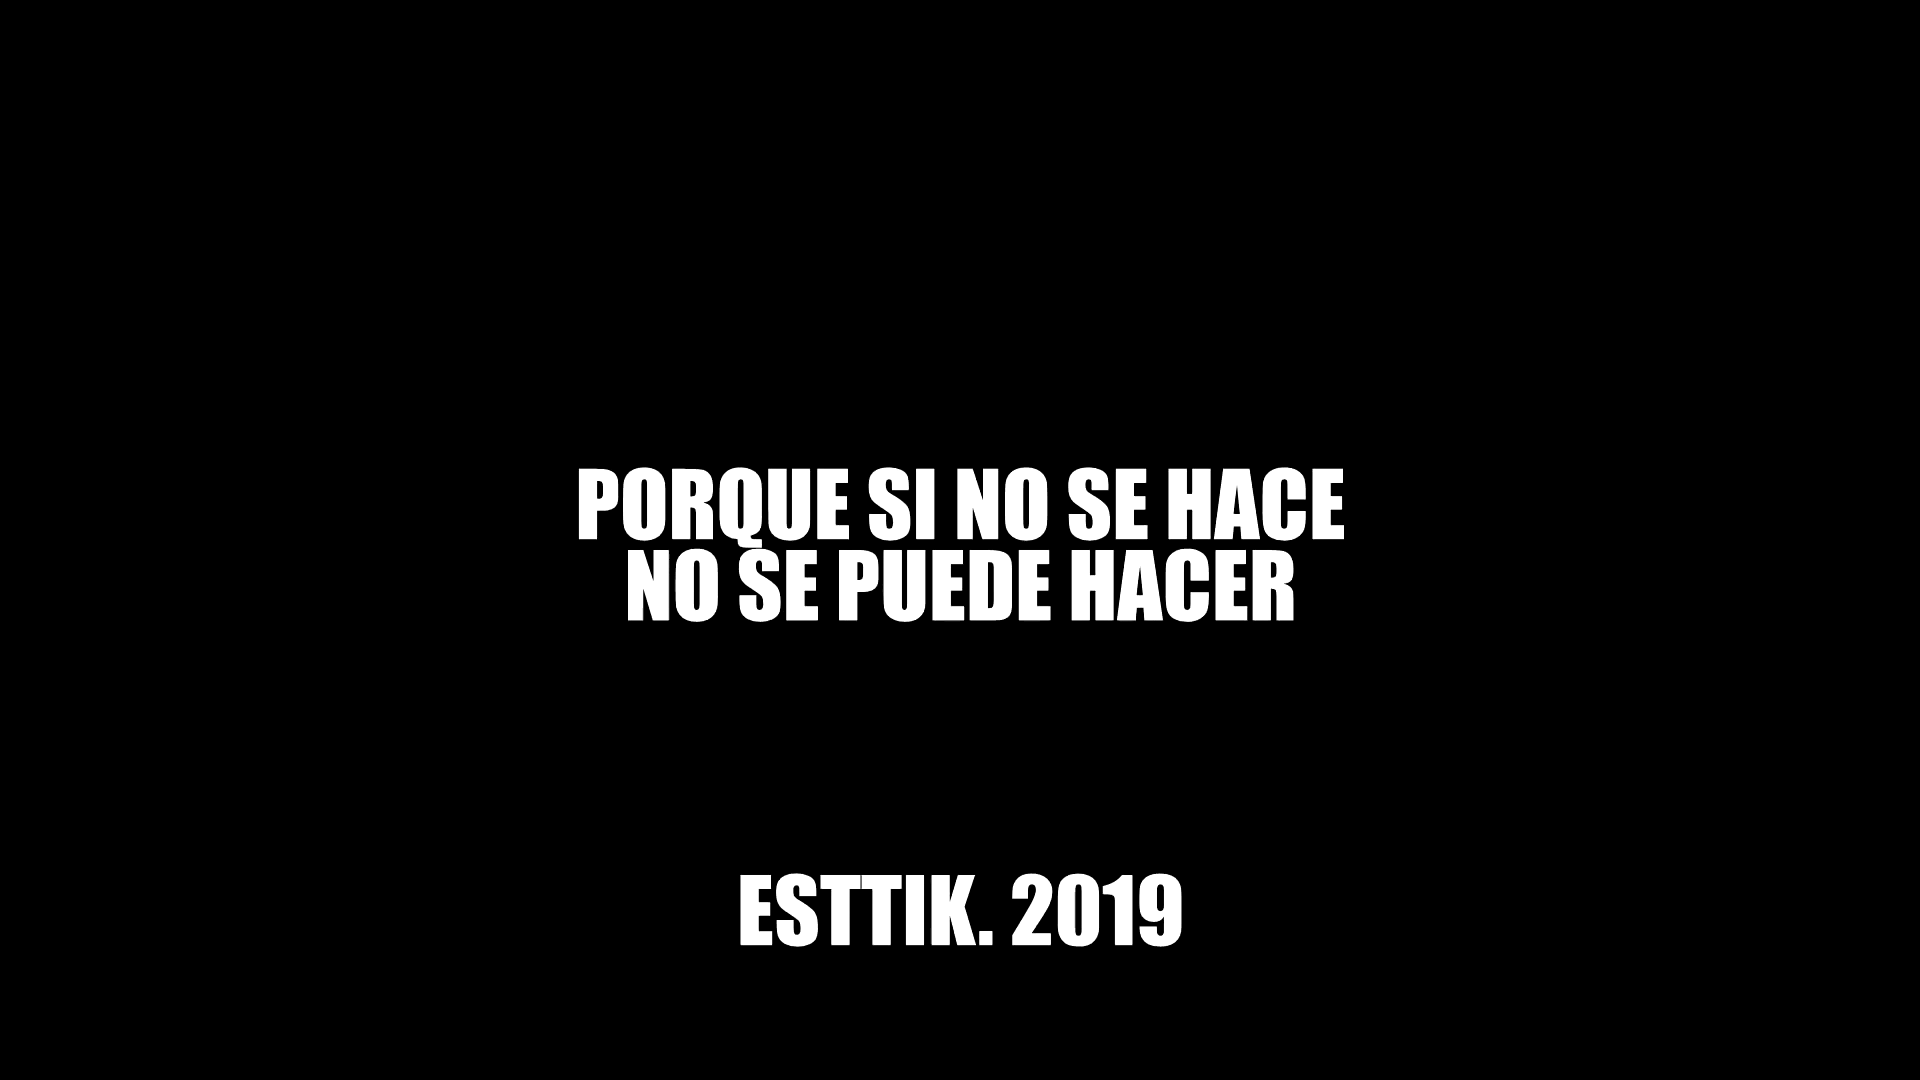 PORQUE SI NO SE HACE
NO SE PUEDE HACER
ESTTIK. 2019